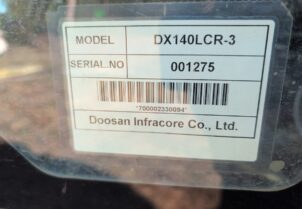 MODEL DX140LCR-3
SERIAL.NO 001275
*700002330094*
Doosan Infracore Co., Ltd.